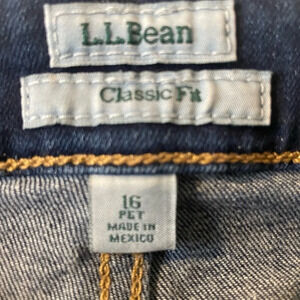 L.L.Bean
Classic Fit
16
PET
MADE IN
MEXICO